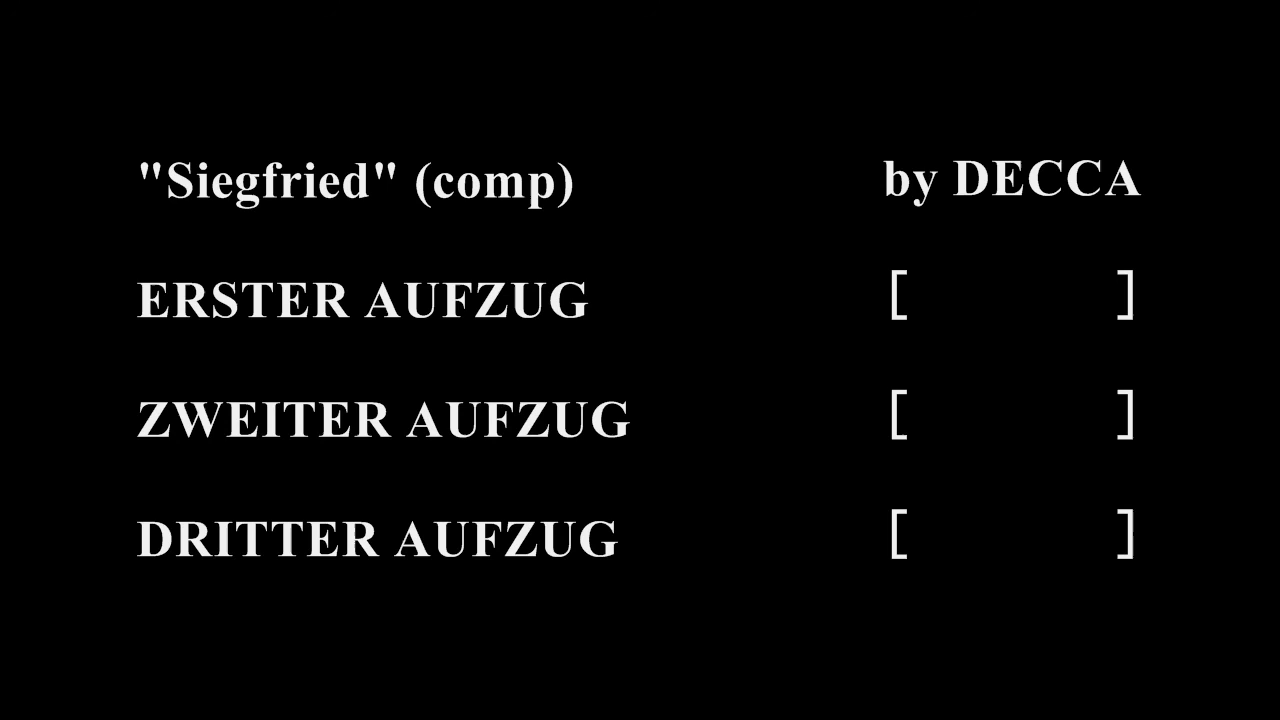 "Siegfried" (comp) by DECCA
ERSTER AUFZUG [ ]
ZWEITER AUFZUG [ ]
DRITTER AUFZUG [ ]